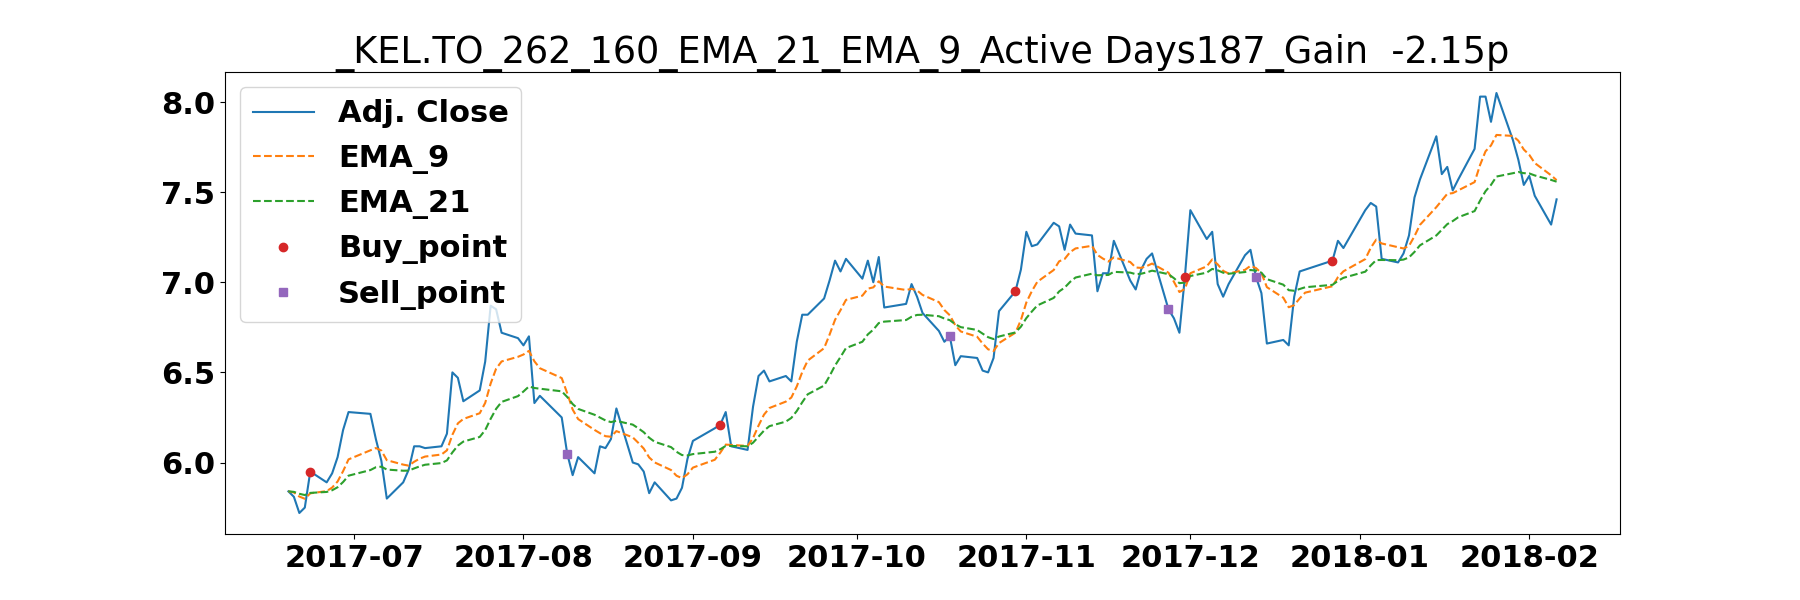 _KEL.TO_262_160_EMA_21_EMA_9_Active Days187_Gain  -2.15p
8.0
7.5
7.0
6.5
6.0
Adj. Close
EMA_9
EMA_21
Buy_point
Sell_point
2017-07 2017-08 2017-09 2017-10 2017-11 2017-12 2018-01 2018-02